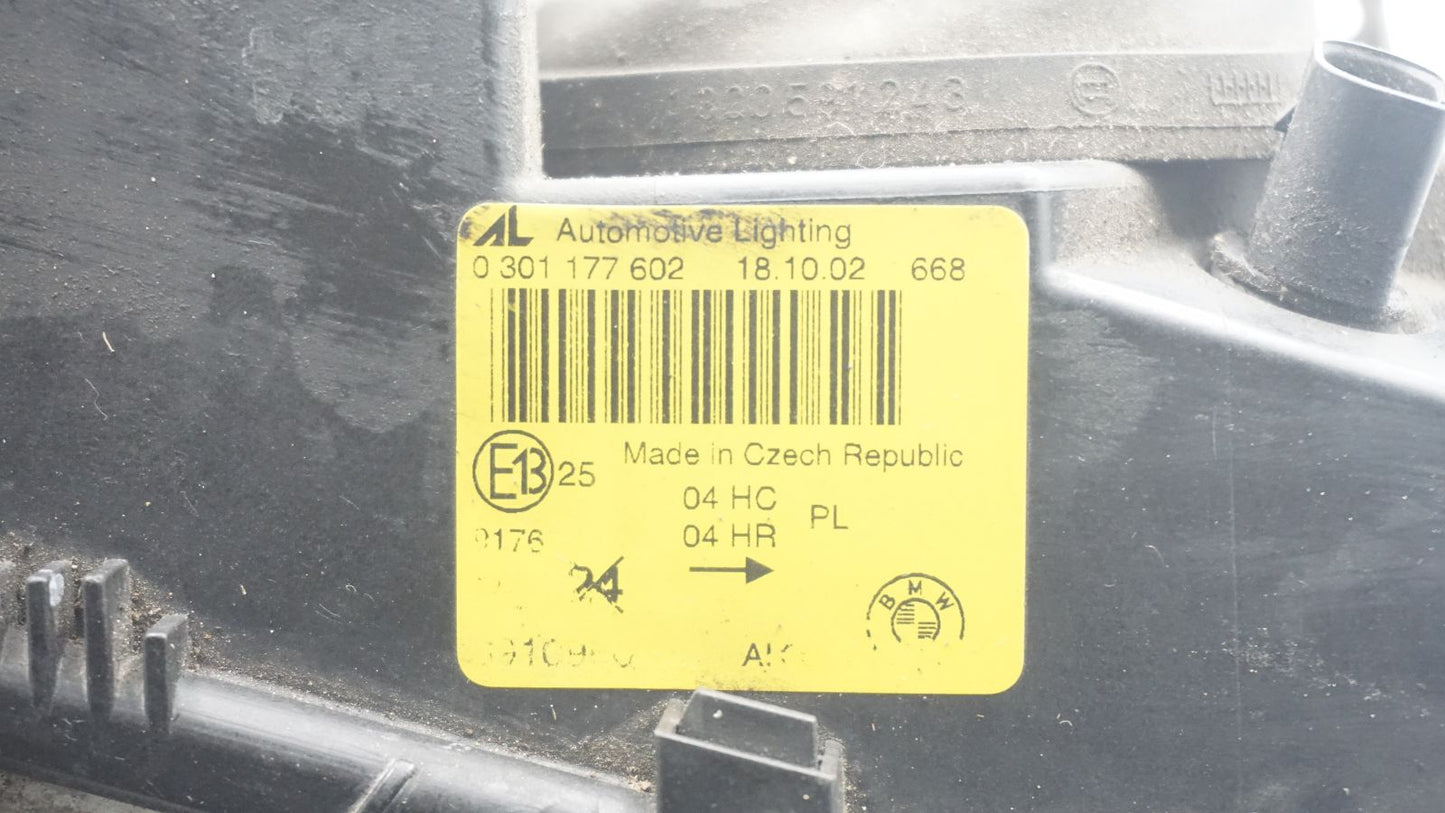 AL Automotive Lighting
0 301 177 602 18.10.02 668
E13 25
Made in Czech Republic
04 HC
04 HR
PL
9176
24
BMW